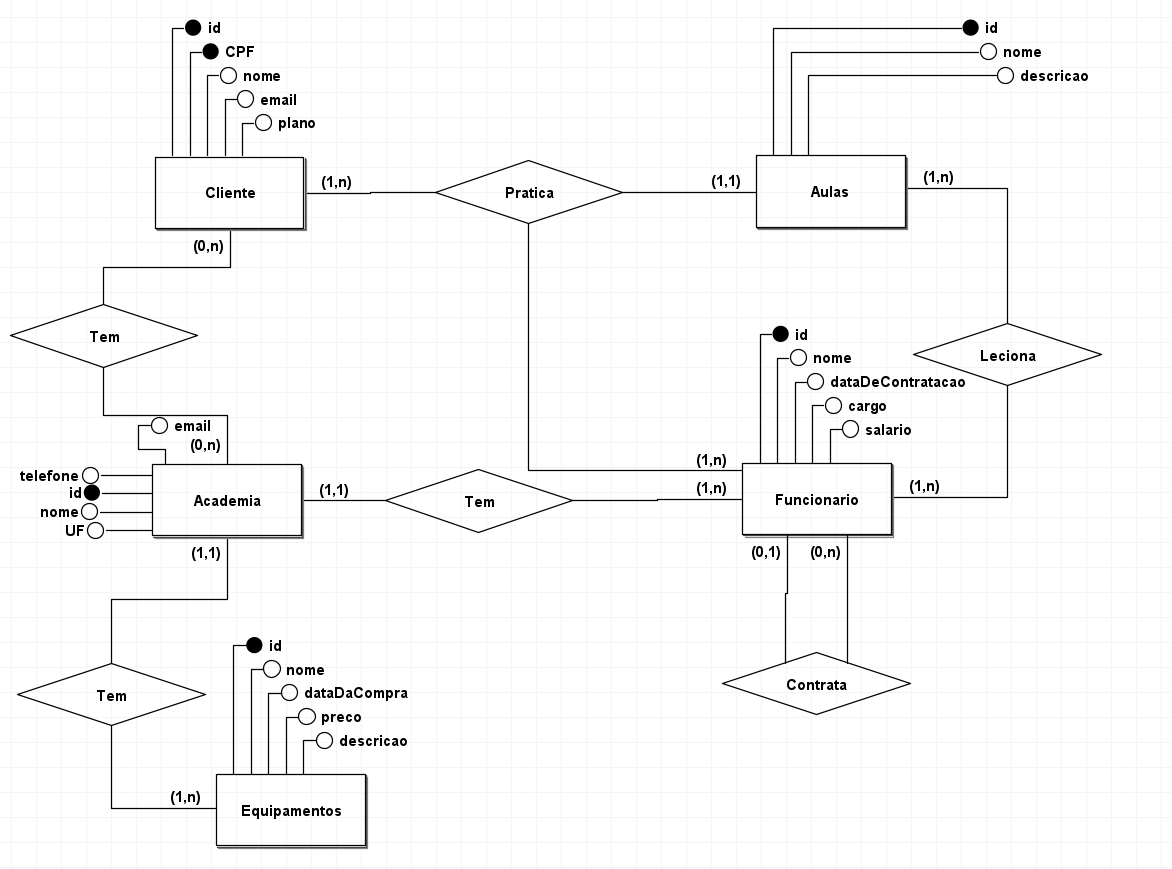 id
CPF
nome
email
plano
Cliente
(1,n)
Pratica
(1,1)
id
nome
descricao
Aulas
(1,n)
(0,n)
Tem
email
(0,n)
telefone
id
nome
UF
Academia
(1,1)
Tem
(1,n)
(1,n)
id
nome
dataDeContratacao
cargo
salario
Funcionario
Leciona
(1,n)
(0,1)
(0,n)
Contrata
(1,1)
Tem
id
nome
dataDaCompra
preco
descricao
(1,n)
Equipamentos